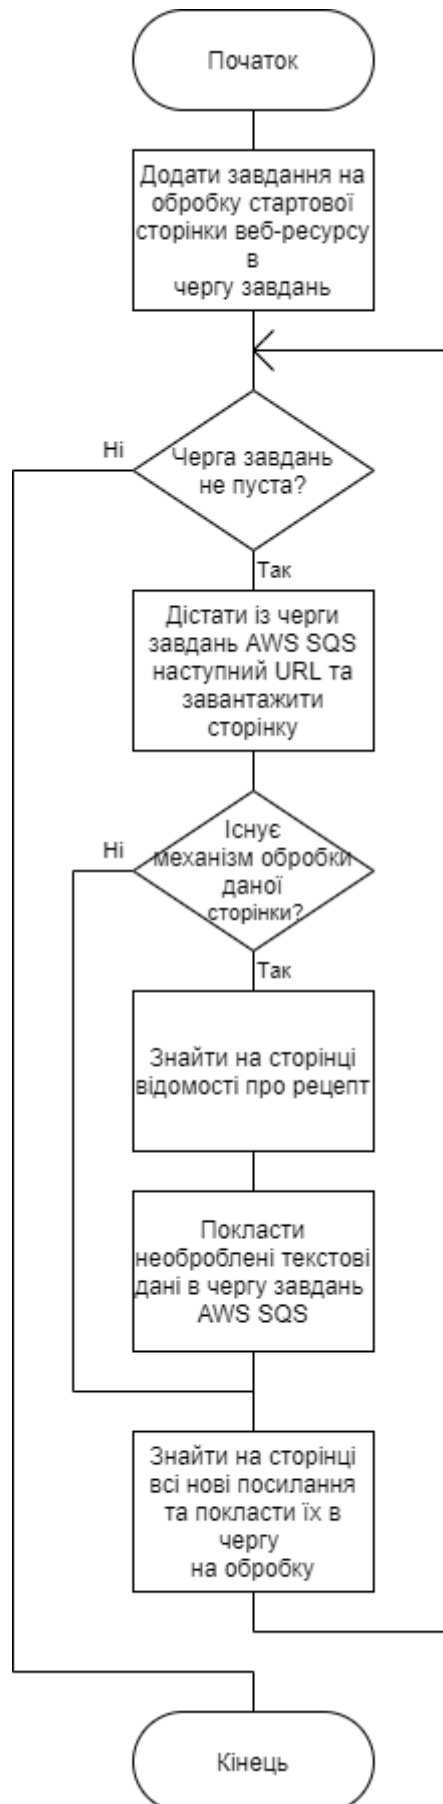 Початок
Додати завдання на
обробку стартової
сторінки веб-ресурсу
в
чергу завдань
Ні
Черга завдань
не пуста?
Так
Дістати із черги
завдань AWS SQS
наступний URL та
завантажити
сторінку
Ні
Існує
механізм обробки
даної
сторінки?
Так
Знайти на сторінці
відомості про рецепт
Покласти
необроблені текстові
дані в чергу завдань
AWS SQS
Знайти на сторінці
всі нові посилання
та покласти їх в
чергу
на обробку
Кінець